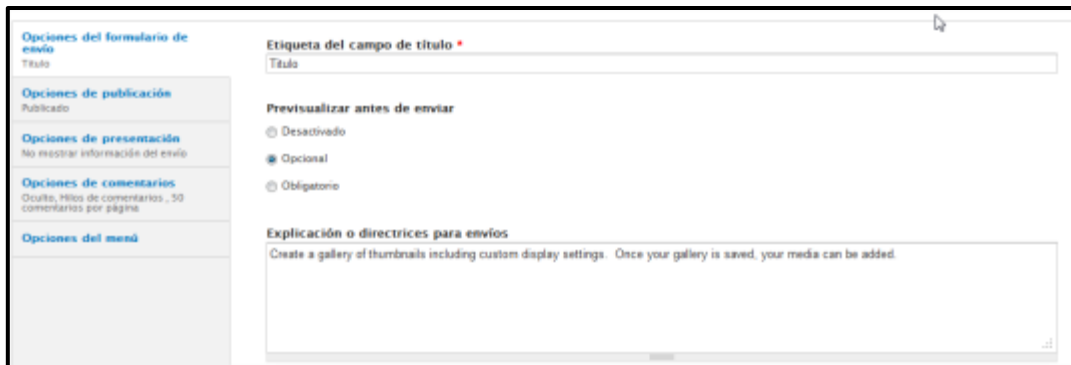 Opciones del formulario de
envío
Título
Opciones de publicación
Publicado
Opciones de presentación
No mostrar información del envío
Opciones de comentarios
Oculto, Hilos de comentarios , 50
comentarios por página
Opciones del menú
Etiqueta del campo de título *
Título
Previsualizar antes de enviar
Desactivado
Opcional
Obligatorio
Explicación o directrices para envíos
Create a gallery of thumbnails including custom display settings.  Once your gallery is saved, your media can be added.